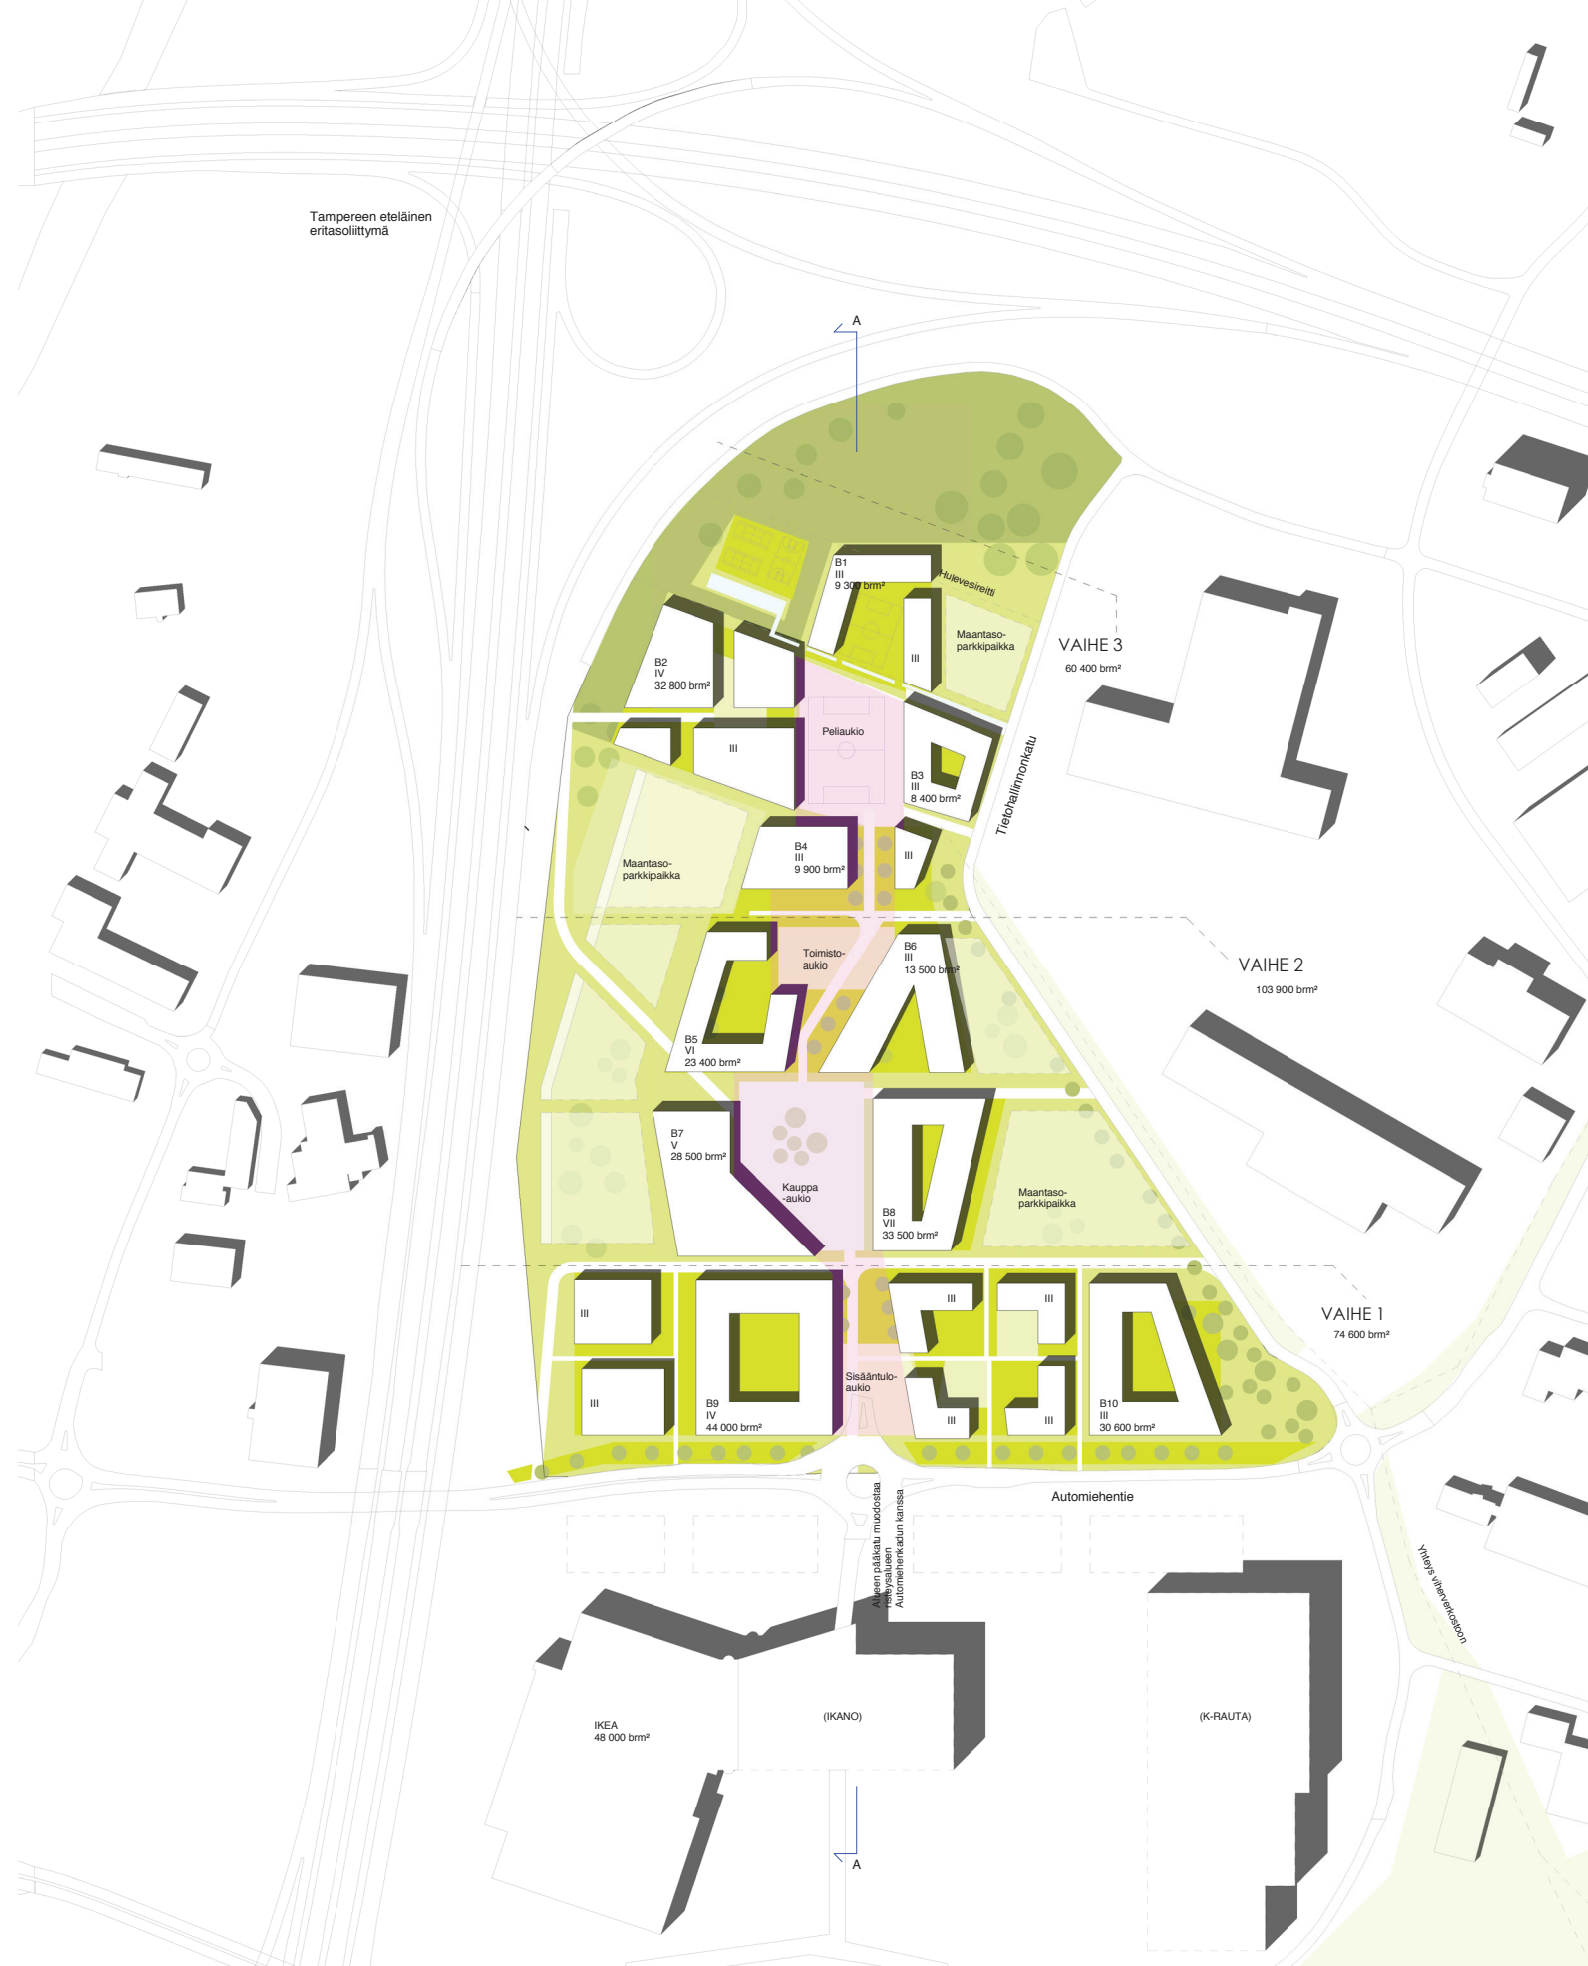 Tampereen eteläinen
eritasoliittymä
A
B1
III
9 300 brm²
Hulevesireitti
Maantaso-
parkkipaikka
III
VAIHE 3
60 400 brm²
B2
IV
32 800 brm²
III
Peliaukio
B3
III
8 400 brm²
Tietohallinnonkatu
B4
III
9 900 brm²
III
Maantaso-
parkkipaikka
Toimisto-
aukio
B6
III
13 500 brm²
VAIHE 2
103 900 brm²
B5
VI
23 400 brm²
B7
V
28 500 brm²
Kauppa
-aukio
B8
VII
33 500 brm²
Maantaso-
parkkipaikka
III
III
III
VAIHE 1
74 600 brm²
Sisääntulo-
aukio
III
B9
IV
44 000 brm²
III
III
B10
III
30 600 brm²
Automiehentie
Alueen pääkatu muodostaa
risteysalueen
Automiehenkadun kanssa
Yhteys viherverkostoon
IKEA
48 000 brm²
(IKANO)
(K-RAUTA)
A